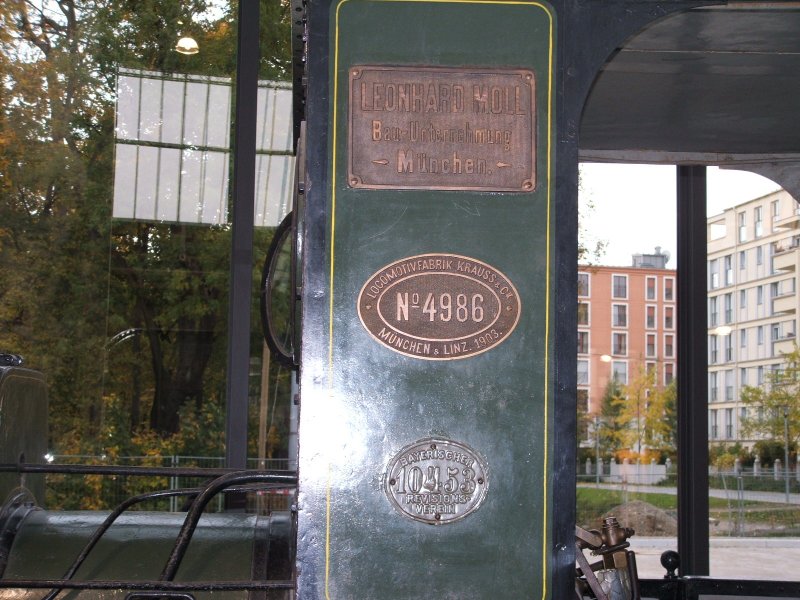 LEONHARD MOLL
Bau-Unternehmung
München.
LOCOMOTIVFABRIK KRAUSS & Cº.
Nº 4986
MÜNCHEN & LINZ. 1903.
BAYERISCHER
10453
REVISIONS
VEREIN